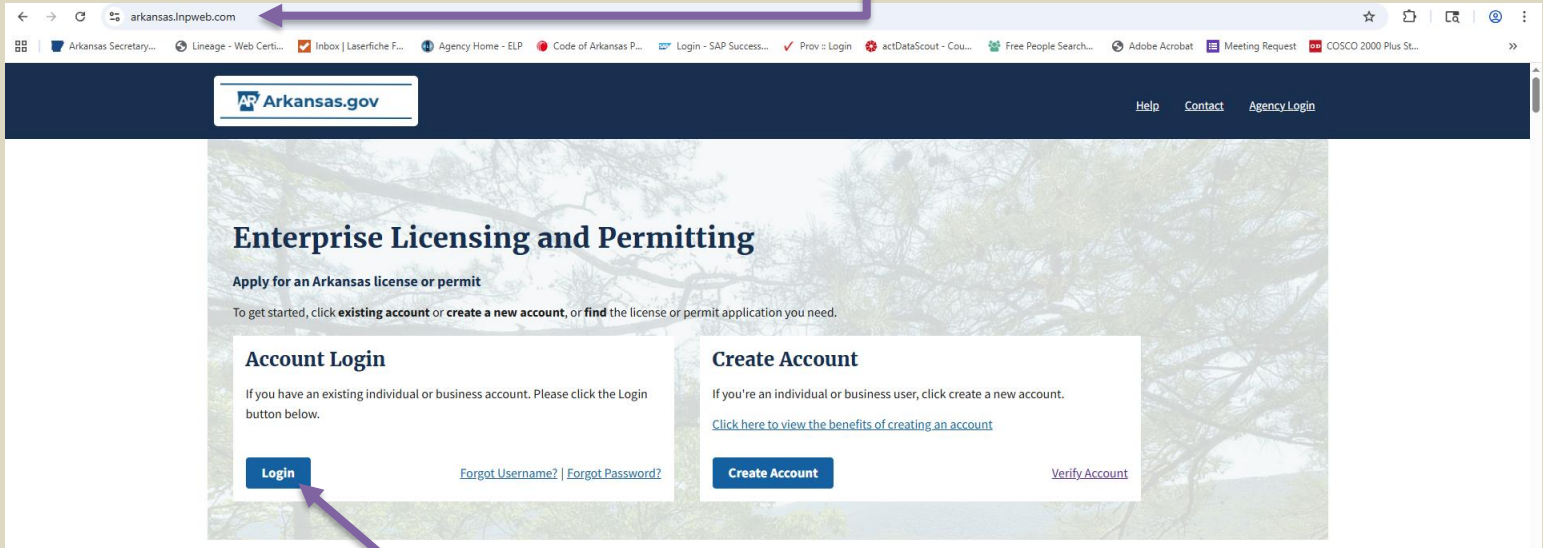 arkansas.lnpweb.com
Arkansas Secretary... Lineage - Web Certi... Inbox | Laserfiche F... Agency Home - ELP Code of Arkansas P... Login - SAP Success... Prov :: Login actDataScout - Cou... Free People Search... Adobe Acrobat Meeting Request COSCO 2000 Plus St... »
AR Arkansas.gov
Help Contact Agency Login
Enterprise Licensing and Permitting
Apply for an Arkansas license or permit
To get started, click existing account or create a new account, or find the license or permit application you need.
Account Login
If you have an existing individual or business account. Please click the Login
button below.
Login Forgot Username? | Forgot Password?
Create Account
If you're an individual or business user, click create a new account.
Click here to view the benefits of creating an account
Create Account Verify Account